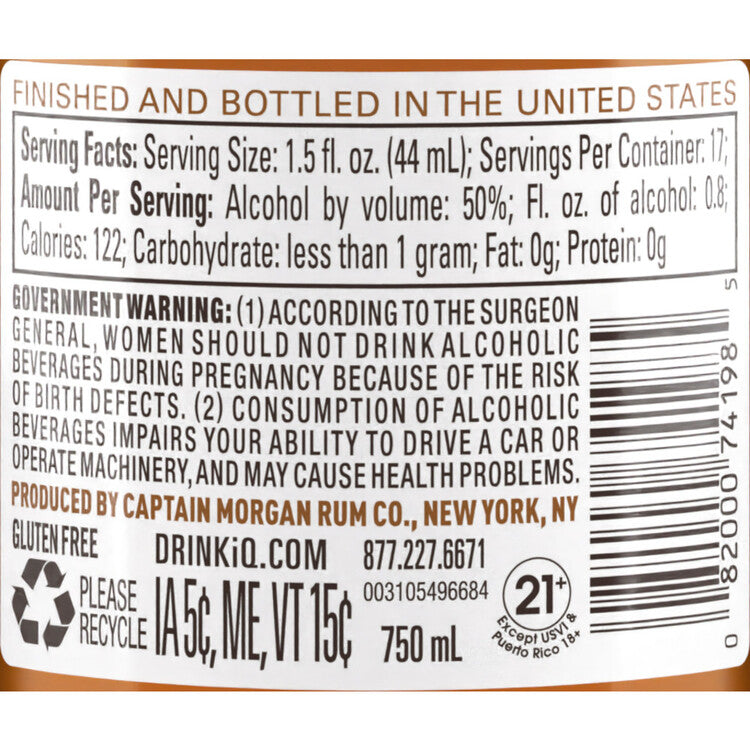 FINISHED AND BOTTLED IN THE UNITED STATES
Serving Facts: Serving Size: 1.5 fl. oz. (44 mL); Servings Per Container: 17;
Amount Per Serving: Alcohol by volume: 50%; Fl. oz. of alcohol: 0.8;
Calories: 122; Carbohydrate: less than 1 gram; Fat: 0g; Protein: 0g
GOVERNMENT WARNING: (1) ACCORDING TO THE SURGEON
GENERAL, WOMEN SHOULD NOT DRINK ALCOHOLIC
BEVERAGES DURING PREGNANCY BECAUSE OF THE RISK
OF BIRTH DEFECTS. (2) CONSUMPTION OF ALCOHOLIC
BEVERAGES IMPAIRS YOUR ABILITY TO DRIVE A CAR OR
OPERATE MACHINERY, AND MAY CAUSE HEALTH PROBLEMS.
PRODUCED BY CAPTAIN MORGAN RUM CO., NEW YORK, NY
GLUTEN FREE
DRINKiQ.COM
877.227.6671
003105496684
PLEASE
RECYCLE
IA 5¢, ME, VT 15¢
750 mL
21+
Except USVI &
Puerto Rico 18+
0 82000 74198 5